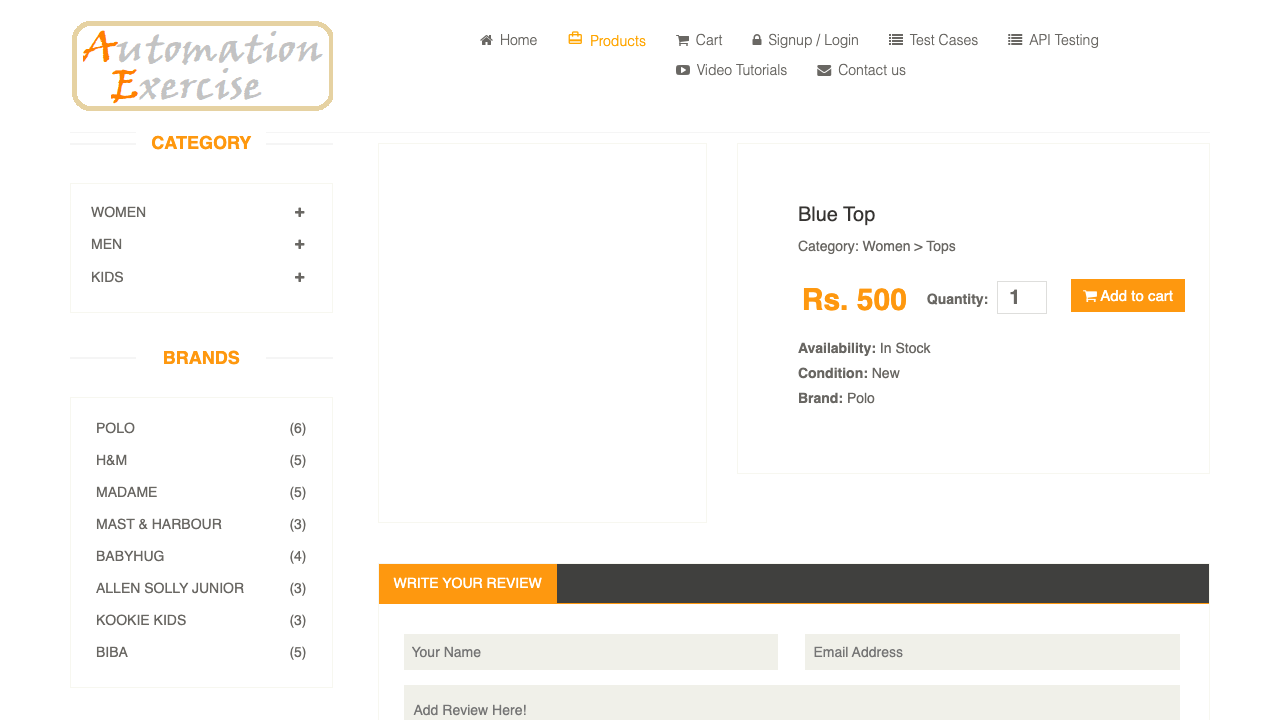 Automation
Exercise
Home
Products
Cart
Signup / Login
Test Cases
API Testing
Video Tutorials
Contact us
CATEGORY
WOMEN
MEN
KIDS
BRANDS
POLO (6)
H&M (5)
MADAME (5)
MAST & HARBOUR (3)
BABYHUG (4)
ALLEN SOLLY JUNIOR (3)
KOOKIE KIDS (3)
BIBA (5)
Blue Top
Category: Women > Tops
Rs. 500 Quantity: 1 Add to cart
Availability: In Stock
Condition: New
Brand: Polo
WRITE YOUR REVIEW
Your Name
Email Address
Add Review Here!